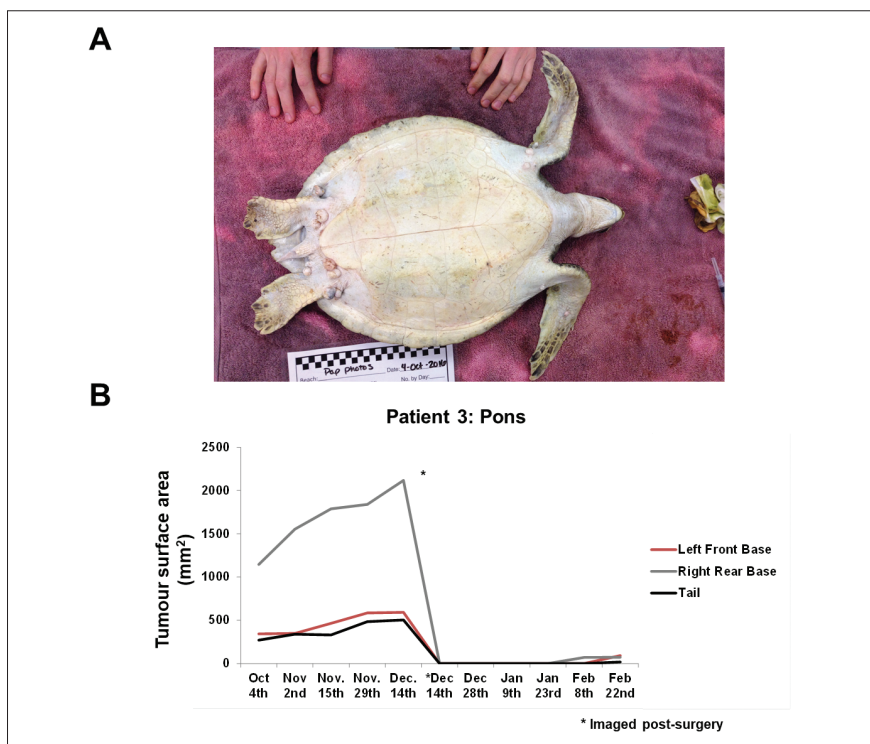 A
Pap photos
Date: 4-Oct-2016
Beach:
No. by Day:
B
Patient 3: Pons
Tumour surface area
(mm²)
2500
2000
1500
1000
500
0
*
Left Front Base
Right Rear Base
Tail
Oct Nov Nov. Nov. Dec. *Dec Dec Jan Jan Feb Feb
4th 2nd 15th 29th 14th 14th 28th 9th 23rd 8th 22nd
* Imaged post-surgery